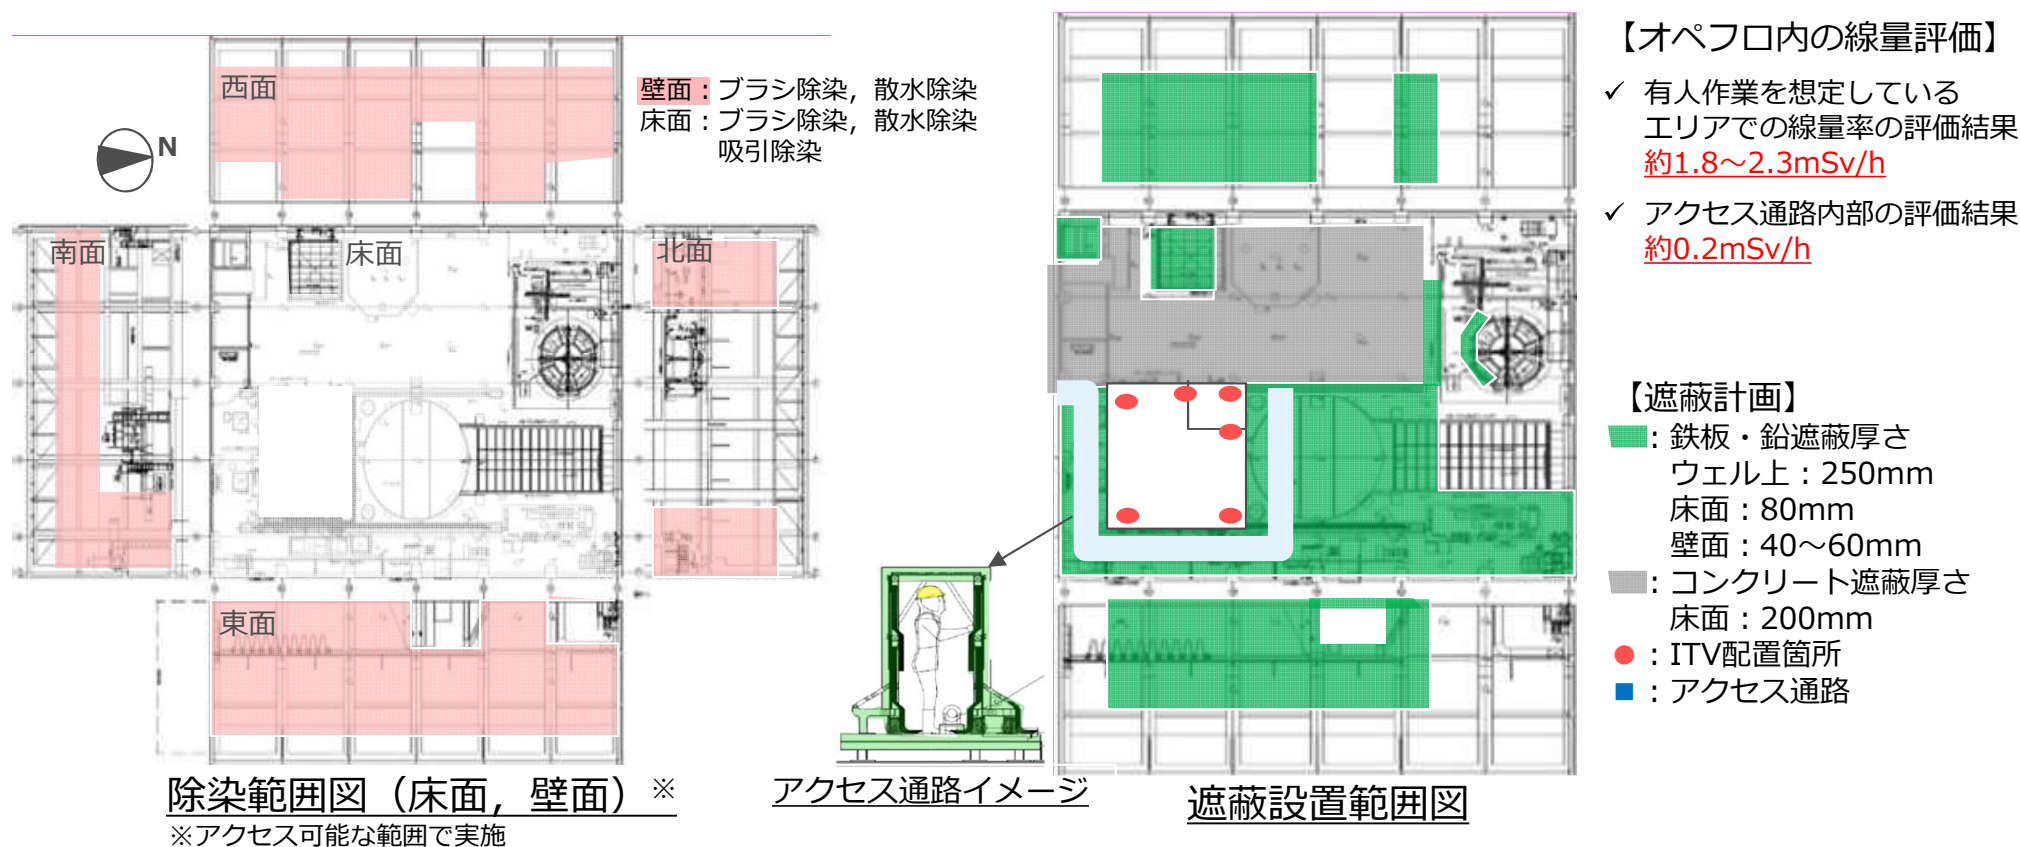 西面
N
壁面：ブラシ除染，散水除染
床面：ブラシ除染，散水除染
吸引除染
南面
床面
北面
東面
除染範囲図（床面，壁面）※
※アクセス可能な範囲で実施
アクセス通路イメージ
遮蔽設置範囲図
【オペフロ内の線量評価】
✓ 有人作業を想定している
エリアでの線量率の評価結果
約1.8～2.3mSv/h
✓ アクセス通路内部の評価結果
約0.2mSv/h
【遮蔽計画】
：鉄板・鉛遮蔽厚さ
ウェル上：250mm
床面：80mm
壁面：40～60mm
：コンクリート遮蔽厚さ
床面：200mm
：ITV配置箇所
：アクセス通路